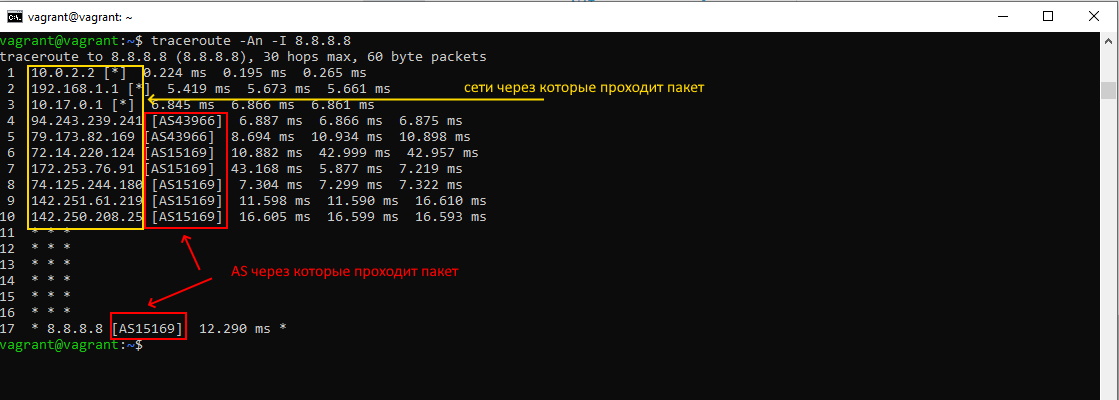 vagrant@vagrant: ~
vagrant@vagrant:~$ traceroute -An -I 8.8.8.8
traceroute to 8.8.8.8 (8.8.8.8), 30 hops max, 60 byte packets
1 10.0.2.2 [*] 0.224 ms 0.195 ms 0.265 ms
2 192.168.1.1 [*] 5.419 ms 5.673 ms 5.661 ms
сети через которые проходит пакет
3 10.17.0.1 [*] 6.845 ms 6.866 ms 6.861 ms
4 94.243.239.241 [AS43966] 6.887 ms 6.866 ms 6.875 ms
5 79.173.82.169 [AS43966] 8.694 ms 10.934 ms 10.898 ms
6 72.14.220.124 [AS15169] 10.882 ms 42.999 ms 42.957 ms
7 172.253.76.91 [AS15169] 43.168 ms 5.877 ms 7.219 ms
8 74.125.244.180 [AS15169] 7.304 ms 7.299 ms 7.322 ms
9 142.251.61.219 [AS15169] 11.598 ms 11.590 ms 16.610 ms
10 142.250.208.25 [AS15169] 16.605 ms 16.599 ms 16.593 ms
11 * * *
12 * * *
13 * * *
AS через которые проходит пакет
14 * * *
15 * * *
16 * * *
17 * 8.8.8.8 [AS15169] 12.290 ms *
vagrant@vagrant:~$